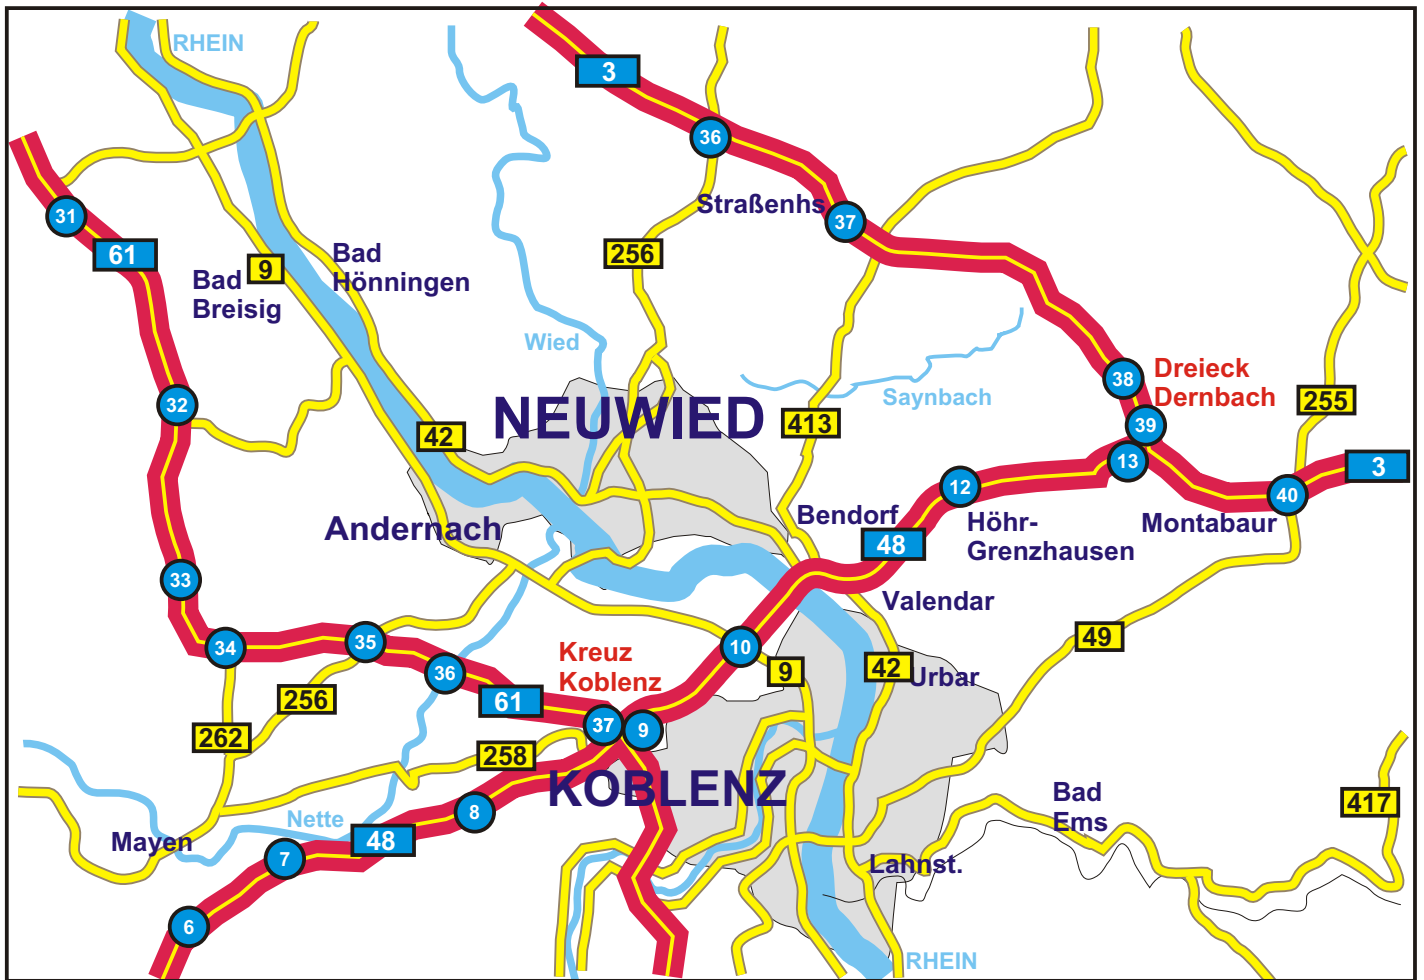 RHEIN
3
36
31
Straßenhs
37
61
256
Bad
Hönningen
9
Bad
Breisig
Wied
38
Dreieck
Dernbach
Saynbach
32
255
NEUWIED
413
39
42
13
3
12
40
Andernach
Bendorf
Höhr-
Grenzhausen
Montabaur
48
33
Valendar
49
35
34
10
Kreuz
Koblenz
36
9
42
Urbar
256
61
37
9
262
258
KOBLENZ
Bad
Ems
417
8
Nette
48
Mayen
7
Lahnst.
6
RHEIN